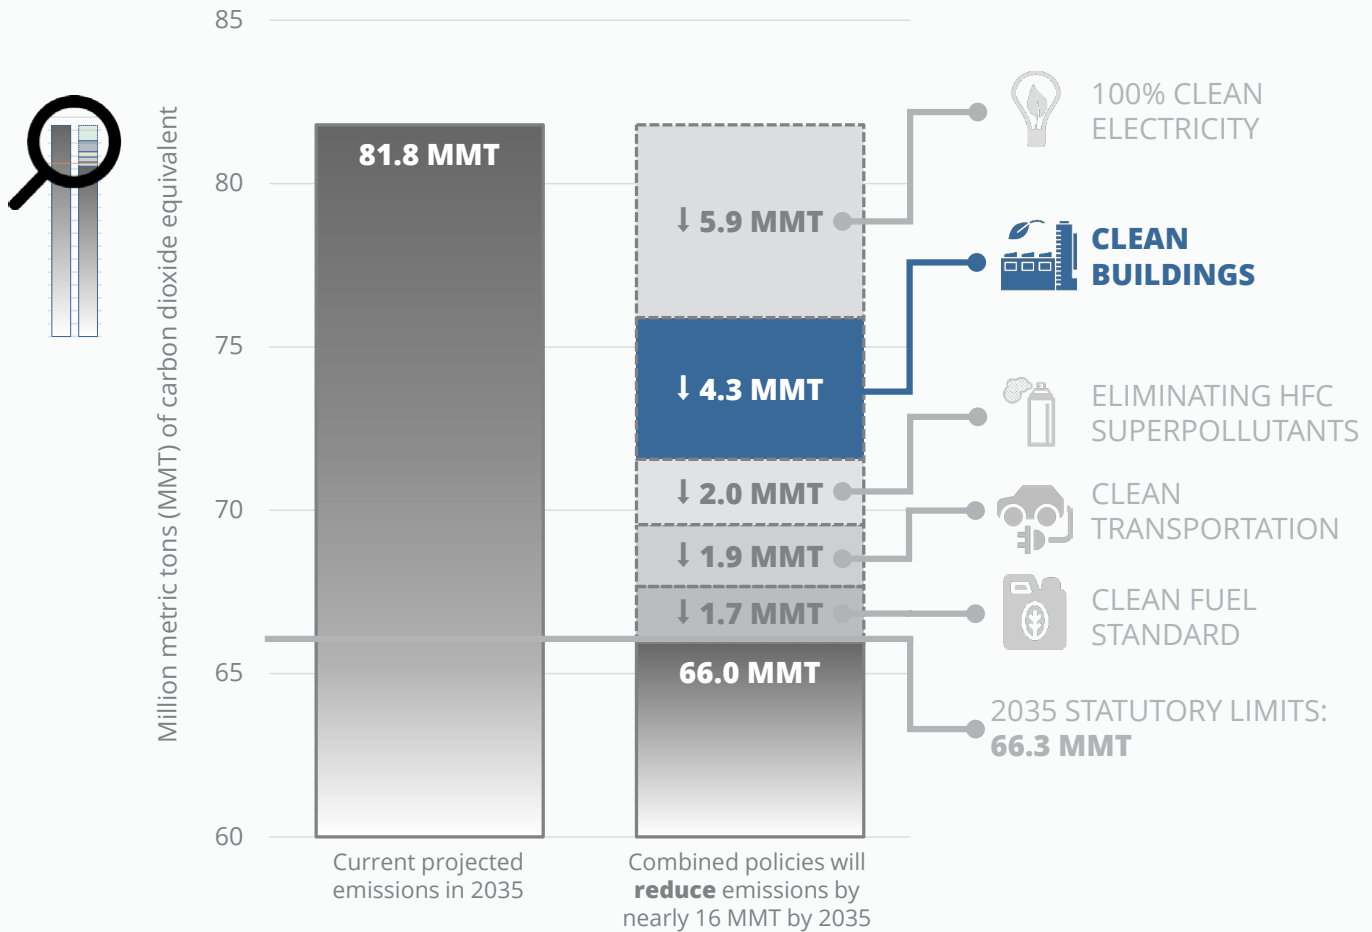 Million metric tons (MMT) of carbon dioxide equivalent
85
80
75
70
65
60
81.8 MMT
↓ 5.9 MMT
↓ 4.3 MMT
↓ 2.0 MMT
↓ 1.9 MMT
↓ 1.7 MMT
66.0 MMT
100% CLEAN
ELECTRICITY
CLEAN
BUILDINGS
ELIMINATING HFC
SUPERPOLLUTANTS
CLEAN
TRANSPORTATION
CLEAN FUEL
STANDARD
2035 STATUTORY LIMITS:
66.3 MMT
Current projected
emissions in 2035
Combined policies will
reduce emissions by
nearly 16 MMT by 2035